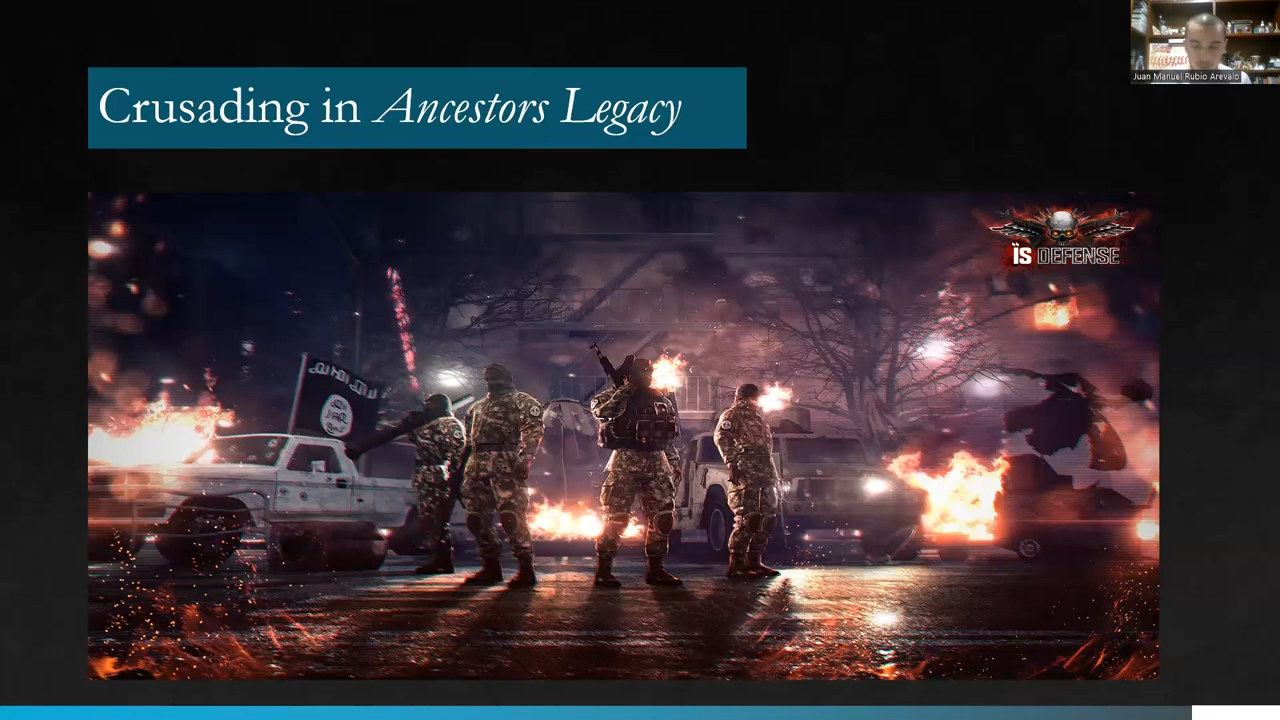 Crusading in Ancestors Legacy
Juan Manuel Rubio Arevalo
ÏS DEFENSE